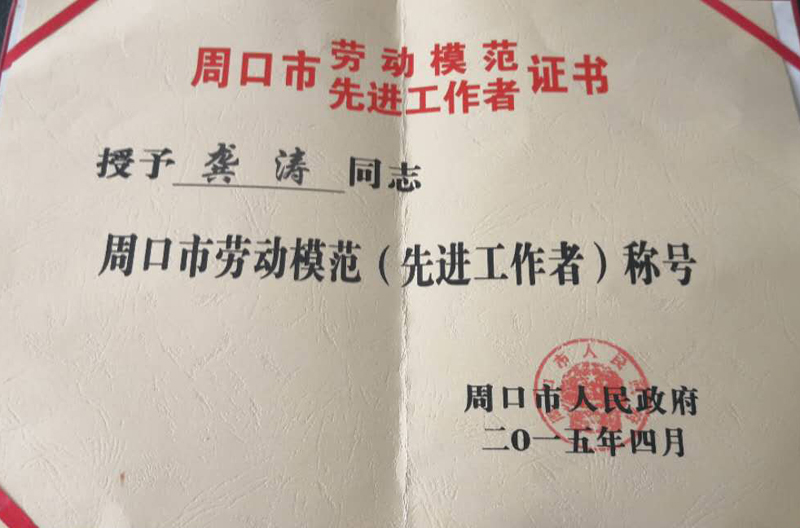 周口市劳动模范先进工作者证书
授予 龚涛 同志
周口市劳动模范（先进工作者）称号
周口市人民政府
二〇一五年四月